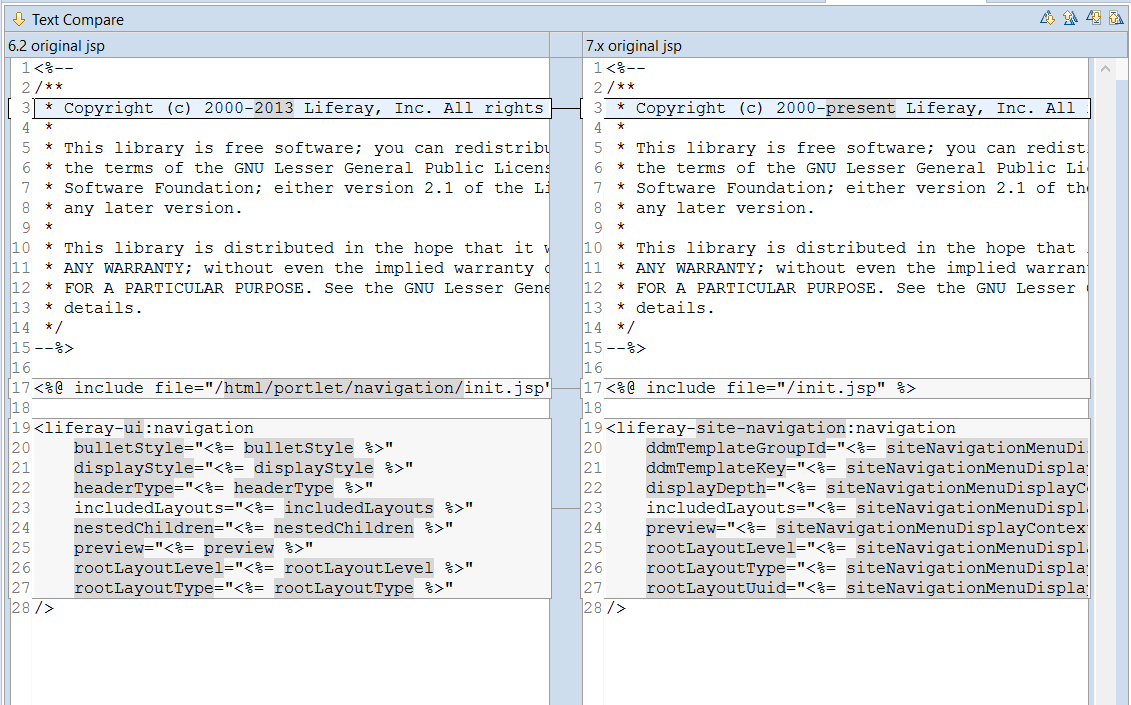 Text Compare
6.2 original jsp
1 <%--
2 /**
3 * Copyright (c) 2000-2013 Liferay, Inc. All rights
4 *
5 * This library is free software; you can redistribu
6 * the terms of the GNU Lesser General Public Licens
7 * Software Foundation; either version 2.1 of the Li
8 * any later version.
9 *
10 * This library is distributed in the hope that it w
11 * ANY WARRANTY; without even the implied warranty
12 * FOR A PARTICULAR PURPOSE. See the GNU Lesser Gene
13 * details.
14 */
15 --%>
16
17 <%@ include file="/html/portlet/navigation/init.jsp"
18
19 <liferay-ui:navigation
20 bulletStyle="<%= bulletStyle %>"
21 displayStyle="<%= displayStyle %>"
22 headerType="<%= headerType %>"
23 includedLayouts="<%= includedLayouts %>"
24 nestedChildren="<%= nestedChildren %>"
25 preview="<%= preview %>"
26 rootLayoutLevel="<%= rootLayoutLevel %>"
27 rootLayoutType="<%= rootLayoutType %>"
28 />
7.x original jsp
1 <%--
2 /**
3 * Copyright (c) 2000-present Liferay, Inc. All
4 *
5 * This library is free software; you can redist
6 * the terms of the GNU Lesser General Public Li
7 * Software Foundation; either version 2.1 of th
8 * any later version.
9 *
10 * This library is distributed in the hope that
11 * ANY WARRANTY; without even the implied warran
12 * FOR A PARTICULAR PURPOSE. See the GNU Lesser
13 * details.
14 */
15 --%>
16
17 <%@ include file="/init.jsp" %>
18
19 <liferay-site-navigation:navigation
20 ddmTemplateGroupId="<%= siteNavigationMenuDi
21 ddmTemplateKey="<%= siteNavigationMenuDispla
22 displayDepth="<%= siteNavigationMenuDisplayC
23 includedLayouts="<%= siteNavigationMenuDispl
24 preview="<%= siteNavigationMenuDisplayContex
25 rootLayoutLevel="<%= siteNavigationMenuDispl
26 rootLayoutType="<%= siteNavigationMenuDispla
27 rootLayoutUuid="<%= siteNavigationMenuDispla
28 />